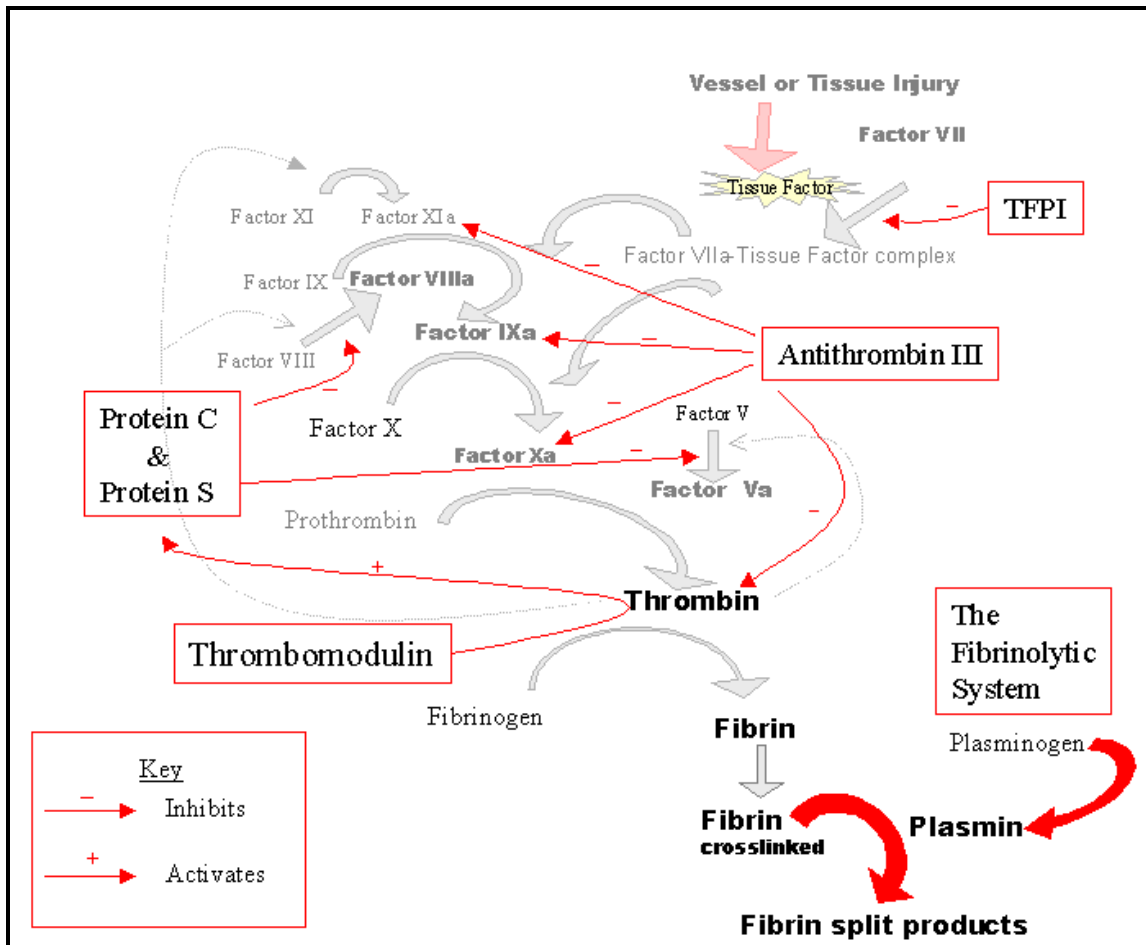 Vessel or Tissue Injury
Factor VII
Tissue Factor
TFPI
–
Factor XI
Factor XIa
Factor VIIa-Tissue Factor complex
–
Factor IX
Factor VIIIa
Factor IXa
–
Antithrombin III
Factor VIII
–
Protein C
&
Protein S
Factor X
–
Factor V
Factor Xa
–
Factor Va
Prothrombin
–
+
Thrombin
Thrombomodulin
The
Fibrinolytic
System
Fibrinogen
Fibrin
Plasminogen
Key
–
Inhibits
+
Activates
Fibrin
crosslinked
Plasmin
Fibrin split products